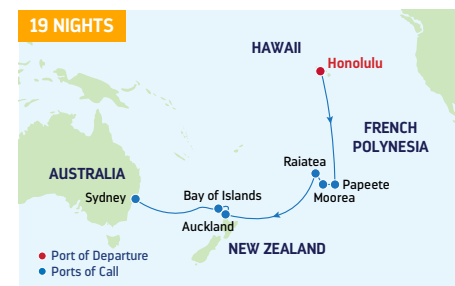 19 NIGHTS
HAWAII
Honolulu
FRENCH
POLYNESIA
Raiatea
AUSTRALIA
Papeete
Moorea
Sydney
Bay of Islands
Auckland
NEW ZEALAND
Port of Departure
Ports of Call